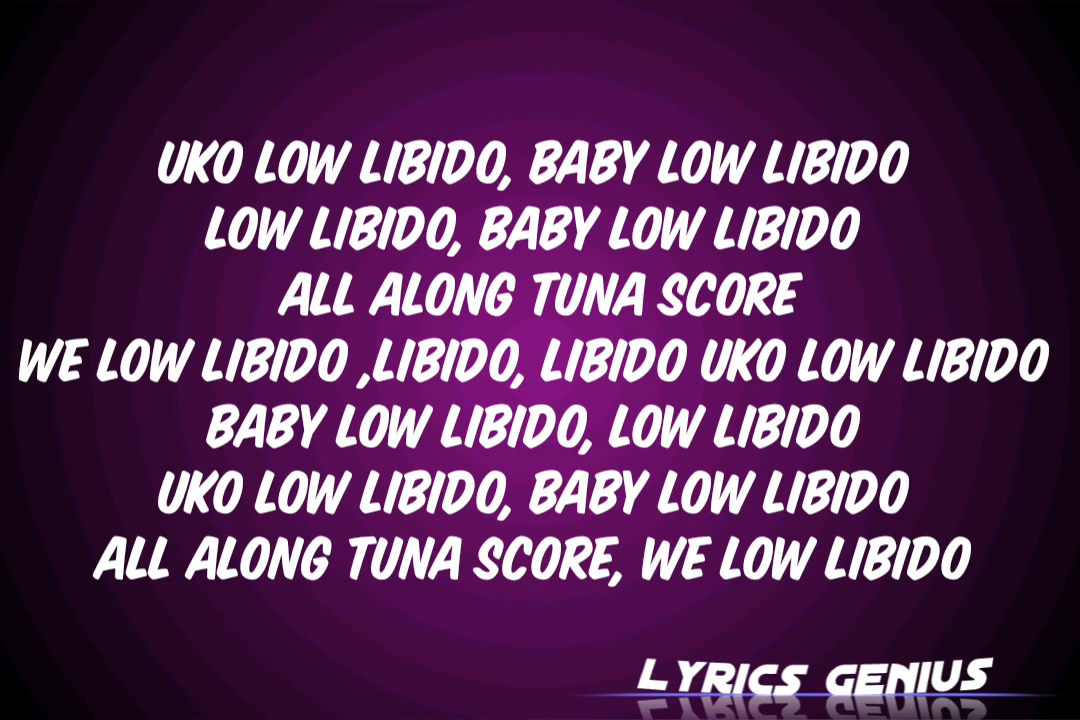 UKO LOW LIBIDO, BABY LOW LIBIDO
LOW LIBIDO, BABY LOW LIBIDO
ALL ALONG TUNA SCORE
WE LOW LIBIDO ,LIBIDO, LIBIDO UKO LOW LIBIDO
BABY LOW LIBIDO, LOW LIBIDO
UKO LOW LIBIDO, BABY LOW LIBIDO
ALL ALONG TUNA SCORE, WE LOW LIBIDO
LYRICS GENIUS